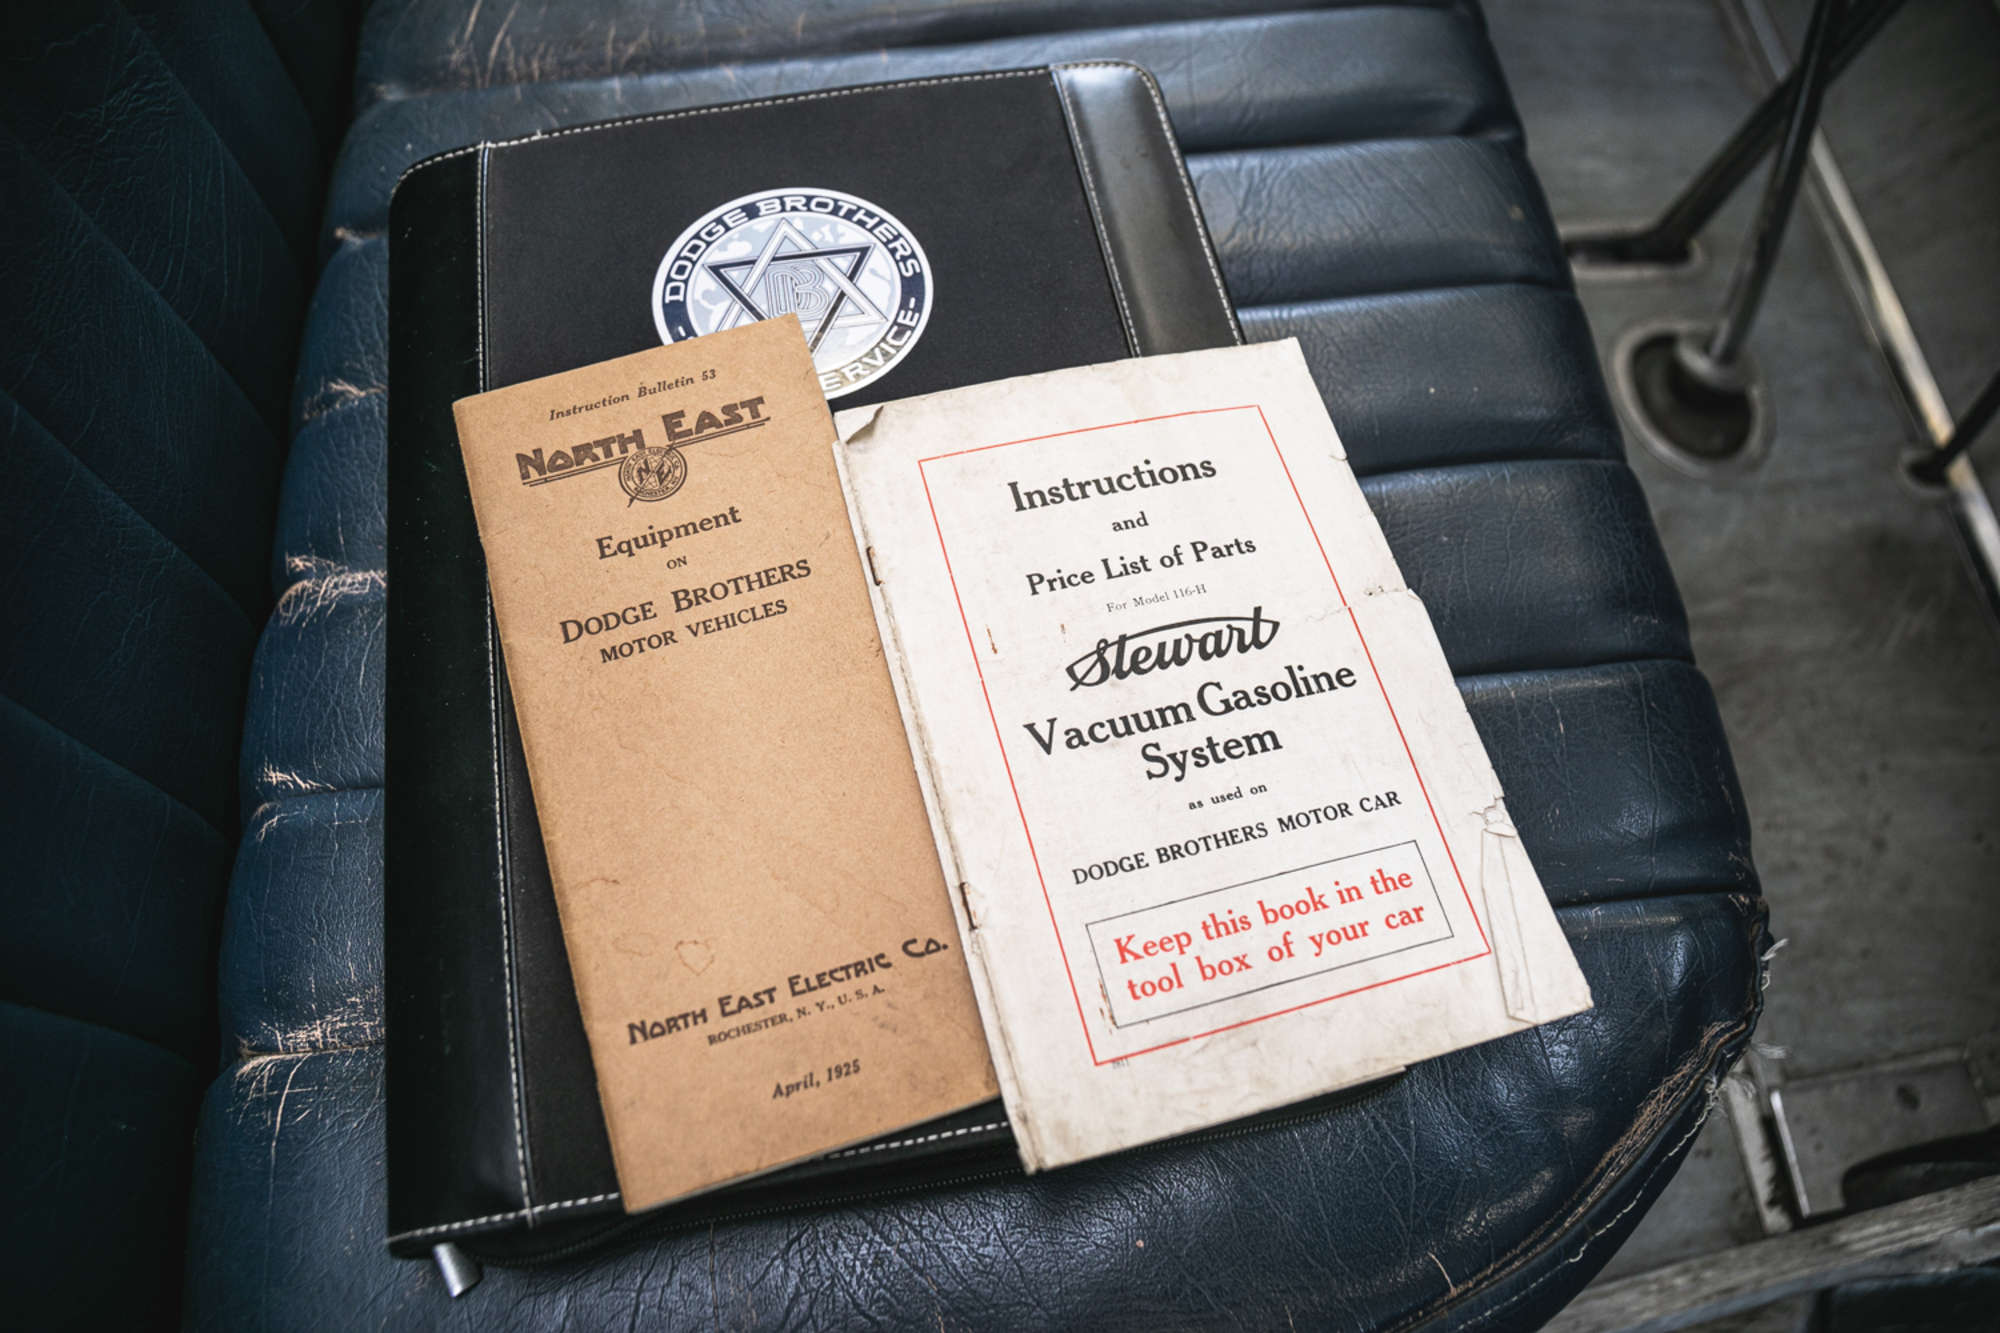 DODGE BROTHERS
- ERVICE -
DB
Instruction Bulletin 53
NORTH EAST
Equipment
ON
DODGE BROTHERS
MOTOR VEHICLES
NORTH EAST ELECTRIC CO.
ROCHESTER, N. Y., U. S. A.
April, 1925
Instructions
and
Price List of Parts
For Model 116-H
Stewart
Vacuum Gasoline
System
as used on
DODGE BROTHERS MOTOR CAR
Keep this book in the
tool box of your car